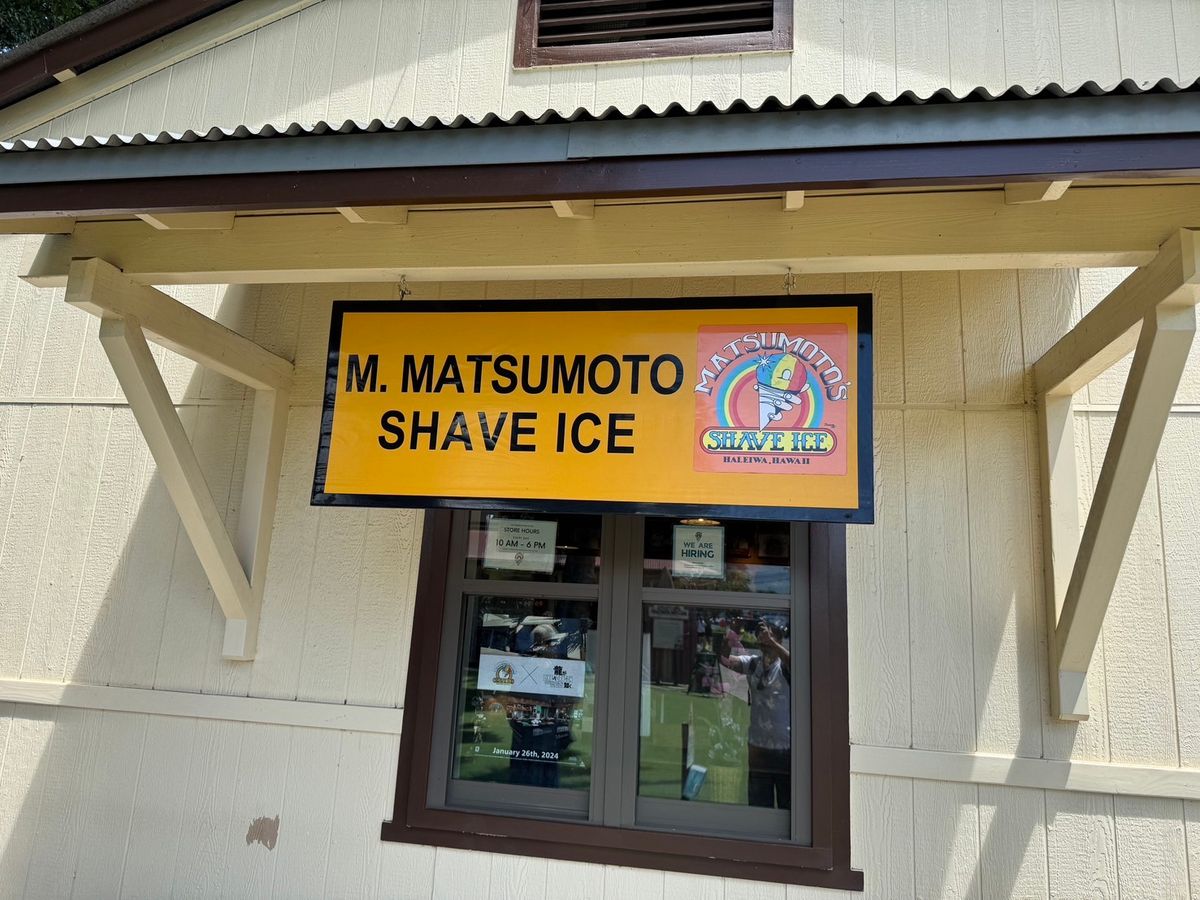 M. MATSUMOTO
SHAVE ICE
MATSUMOTO'S
SHAVE ICE
HALEIWA, HAWAII
STORE HOURS
10 AM - 6 PM
WE ARE
HIRING
January 26th, 2024